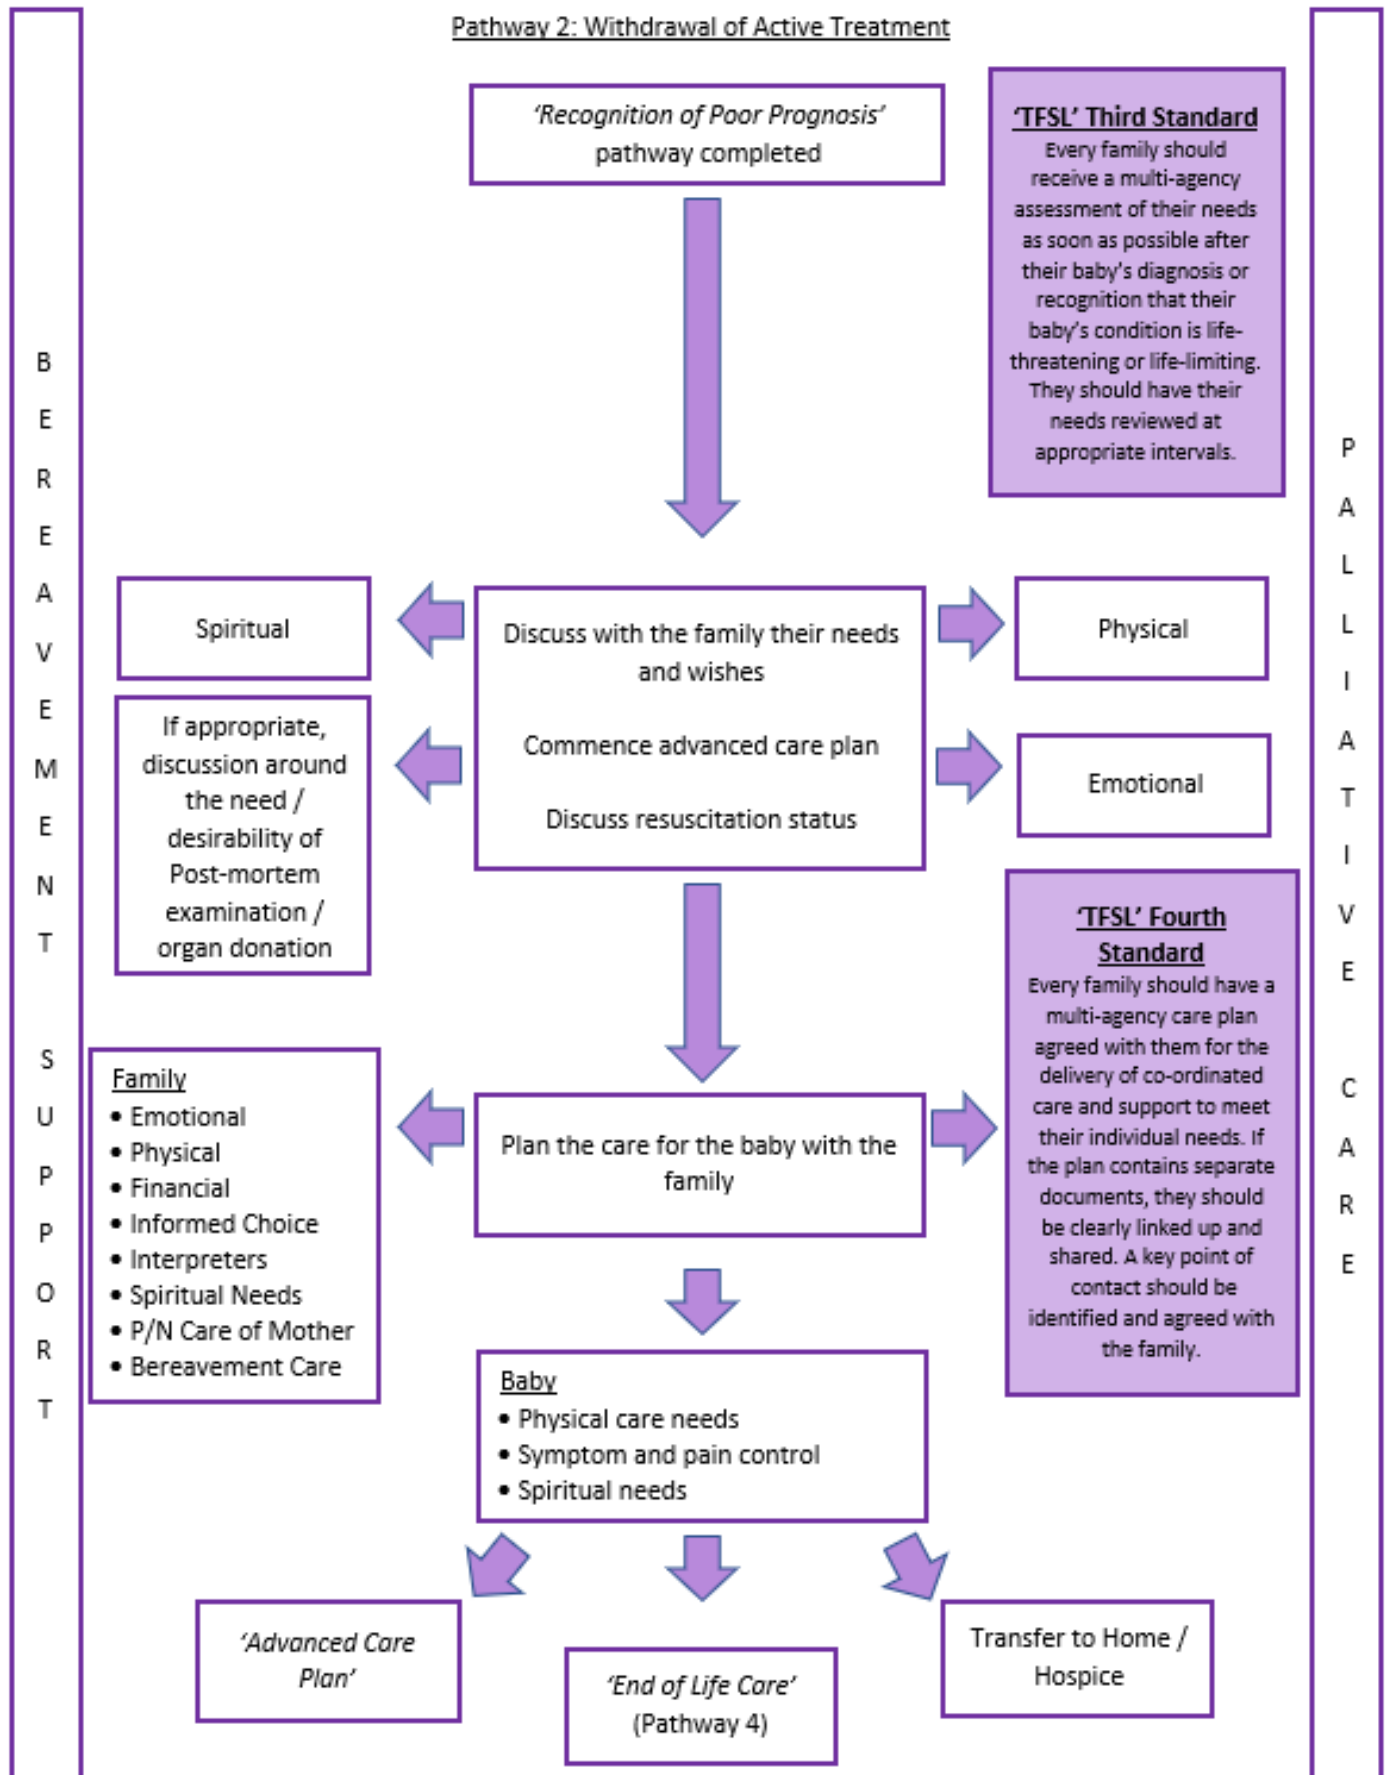 Pathway 2: Withdrawal of Active Treatment
‘Recognition of Poor Prognosis’
pathway completed
‘TFSL’ Third Standard
Every family should
receive a multi-agency
assessment of their needs
as soon as possible after
their baby’s diagnosis or
recognition that their
baby’s condition is life-
threatening or life-limiting.
They should have their
needs reviewed at
appropriate intervals.
BEREAVEMENT SUPPORT
PALLIATIVE CARE
Spiritual
Discuss with the family their needs
and wishes
Commence advanced care plan
Discuss resuscitation status
Physical
If appropriate,
discussion around
the need /
desirability of
Post-mortem
examination /
organ donation
Emotional
‘TFSL’ Fourth
Standard
Every family should have a
multi-agency care plan
agreed with them for the
delivery of co-ordinated
care and support to meet
their individual needs. If
the plan contains separate
documents, they should
be clearly linked up and
shared. A key point of
contact should be
identified and agreed with
the family.
Family
• Emotional
• Physical
• Financial
• Informed Choice
• Interpreters
• Spiritual Needs
• P/N Care of Mother
• Bereavement Care
Plan the care for the baby with the
family
Baby
• Physical care needs
• Symptom and pain control
• Spiritual needs
‘Advanced Care
Plan’
‘End of Life Care’
(Pathway 4)
Transfer to Home /
Hospice